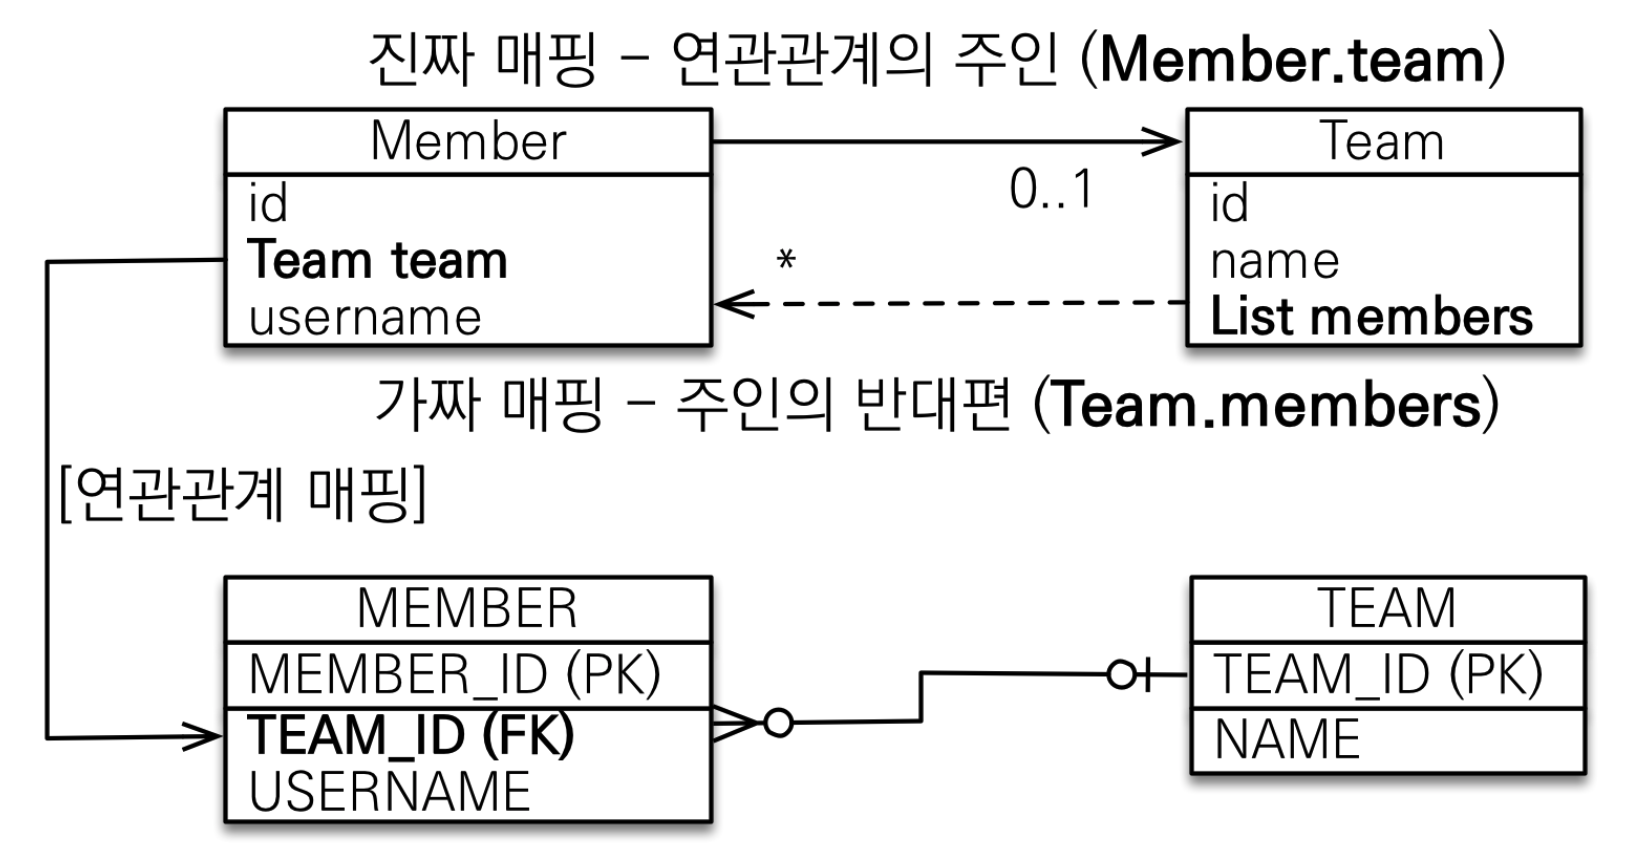 진짜 매핑 - 연관관계의 주인 (Member.team)
Member
Team
id
Team team
username
0..1
*
id
name
List members
가짜 매핑 - 주인의 반대편 (Team.members)
[연관관계 매핑]
MEMBER
MEMBER_ID (PK)
TEAM_ID (FK)
USERNAME
TEAM
TEAM_ID (PK)
NAME